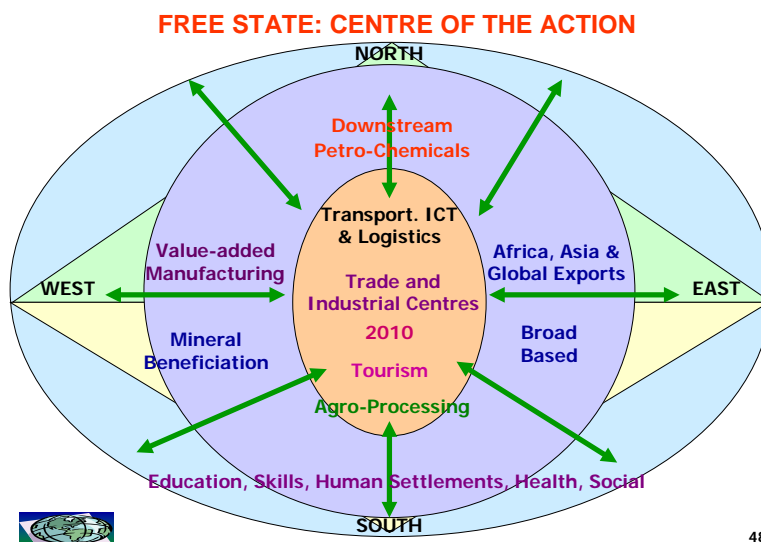 FREE STATE: CENTRE OF THE ACTION
NORTH
Downstream
Petro-Chemicals
Transport. ICT
& Logistics
Value-added
Manufacturing
Africa, Asia &
Global Exports
WEST
Trade and
Industrial Centres
EAST
2010
Mineral
Beneficiation
Broad
Based
Tourism
Agro-Processing
Education, Skills, Human Settlements, Health, Social
SOUTH
48